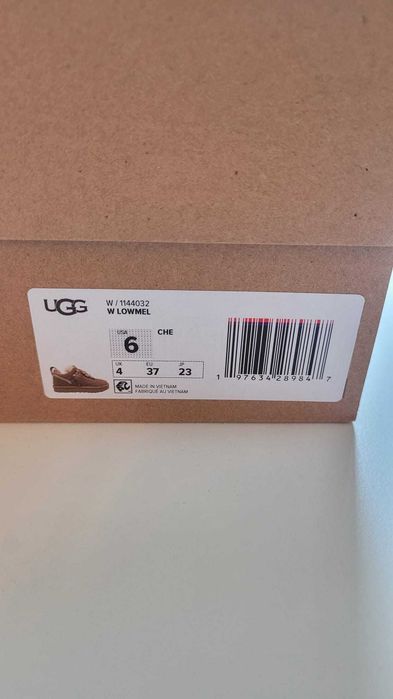 UGG
W / 1144032
W LOWMEL
USA
6
CHE
UK EU JP
4 37 23
MADE IN VIETNAM
FABRIQUÉ AU VIETNAM
1 97634 28984 7